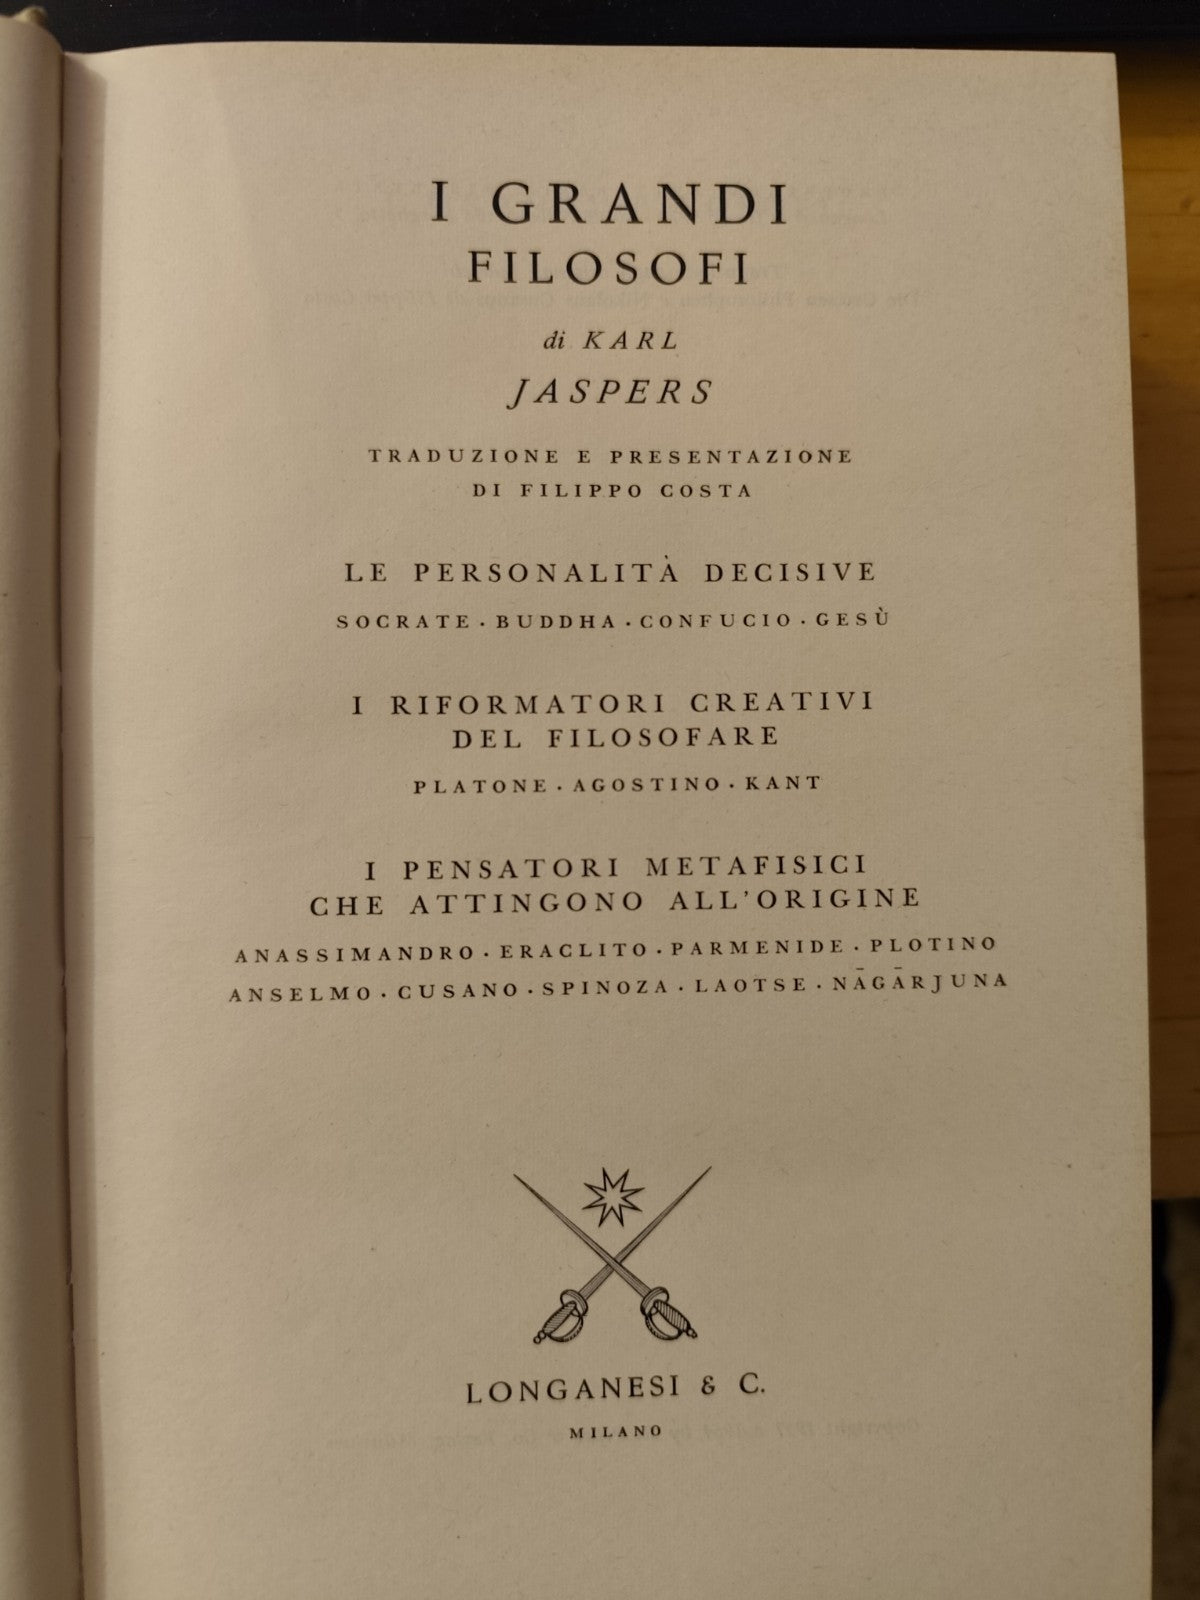 I GRANDI
FILOSOFI
di KARL
JASPERS
TRADUZIONE E PRESENTAZIONE
DI FILIPPO COSTA
LE PERSONALITÀ DECISIVE
SOCRATE · BUDDHA · CONFUCIO · GESÙ
I RIFORMATORI CREATIVI
DEL FILOSOFARE
PLATONE · AGOSTINO · KANT
I PENSATORI METAFISICI
CHE ATTINGONO ALL'ORIGINE
ANASSIMANDRO · ERACLITO · PARMENIDE · PLOTINO
ANSELMO · CUSANO · SPINOZA · LAOTSE · NĀGĀRJUNA
LONGANESI & C.
MILANO